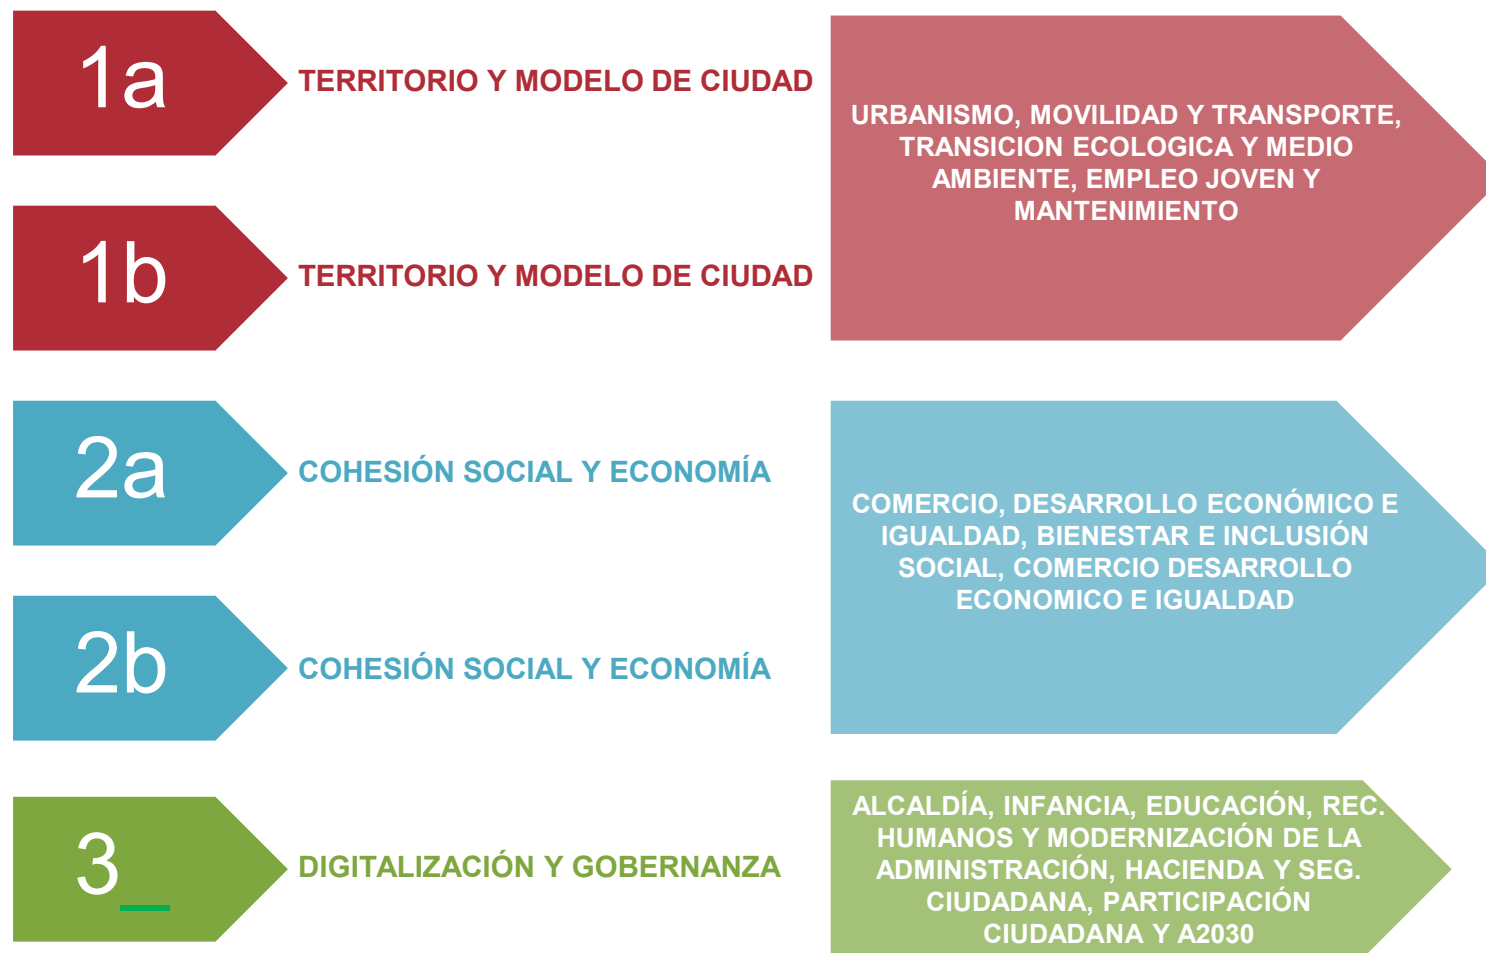 1a
TERRITORIO Y MODELO DE CIUDAD
URBANISMO, MOVILIDAD Y TRANSPORTE,
TRANSICION ECOLOGICA Y MEDIO
AMBIENTE, EMPLEO JOVEN Y
MANTENIMIENTO
1b
TERRITORIO Y MODELO DE CIUDAD
2a
COHESIÓN SOCIAL Y ECONOMÍA
COMERCIO, DESARROLLO ECONÓMICO E
IGUALDAD, BIENESTAR E INCLUSIÓN
SOCIAL, COMERCIO DESARROLLO
ECONOMICO E IGUALDAD
2b
COHESIÓN SOCIAL Y ECONOMÍA
3_
DIGITALIZACIÓN Y GOBERNANZA
ALCALDÍA, INFANCIA, EDUCACIÓN, REC.
HUMANOS Y MODERNIZACIÓN DE LA
ADMINISTRACIÓN, HACIENDA Y SEG.
CIUDADANA, PARTICIPACIÓN
CIUDADANA Y A2030